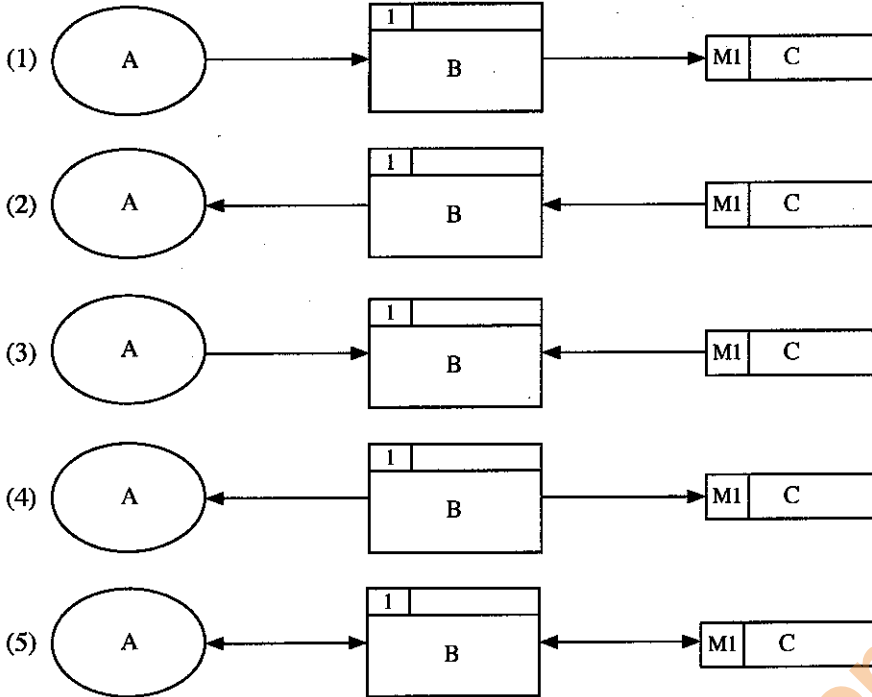 1
(1) A B M1 C
1
(2) A B M1 C
1
(3) A B M1 C
1
(4) A B M1 C
1
(5) A B M1 C